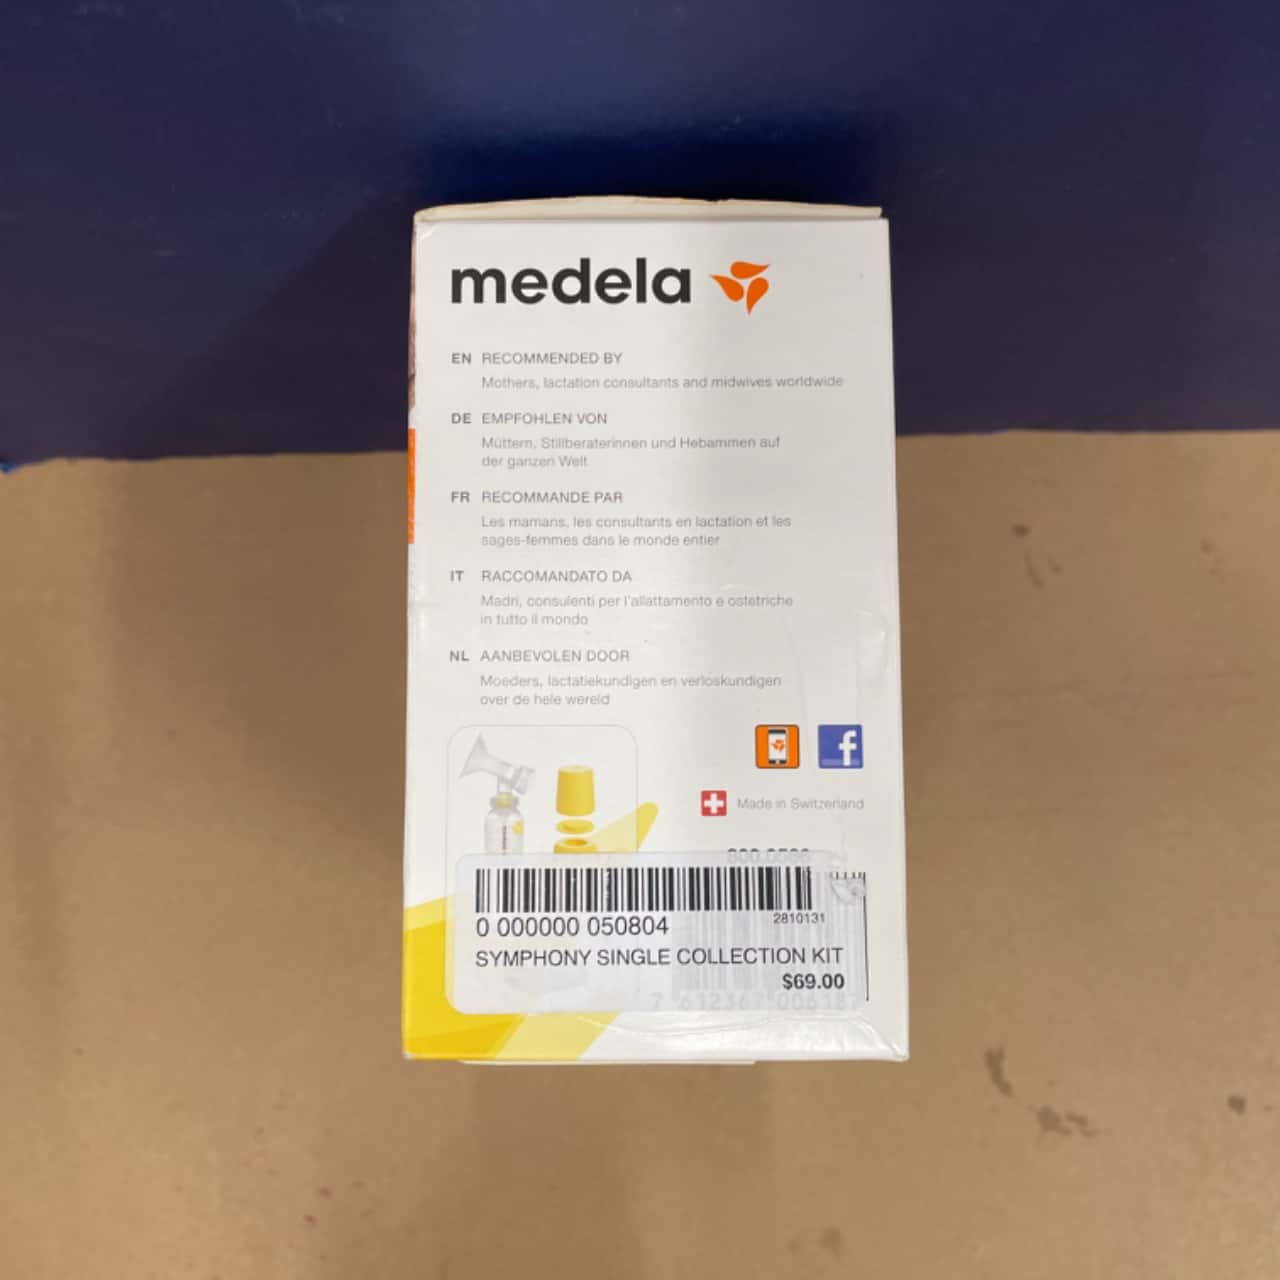 medela
EN RECOMMENDED BY
Mothers, lactation consultants and midwives worldwide
DE EMPFOHLEN VON
Müttern, Stillberaterinnen und Hebammen auf
der ganzen Welt
FR RECOMMANDE PAR
Les mamans, les consultants en lactation et les
sages-femmes dans le monde entier
IT RACCOMANDATO DA
Madri, consulenti per l'allattamento e ostetriche
in tutto il mondo
NL AANBEVOLEN DOOR
Moeders, lactatiekundigen en verloskundigen
over de hele wereld
f
Made in Switzerland
0 000000 050804
2810131
SYMPHONY SINGLE COLLECTION KIT
$69.00